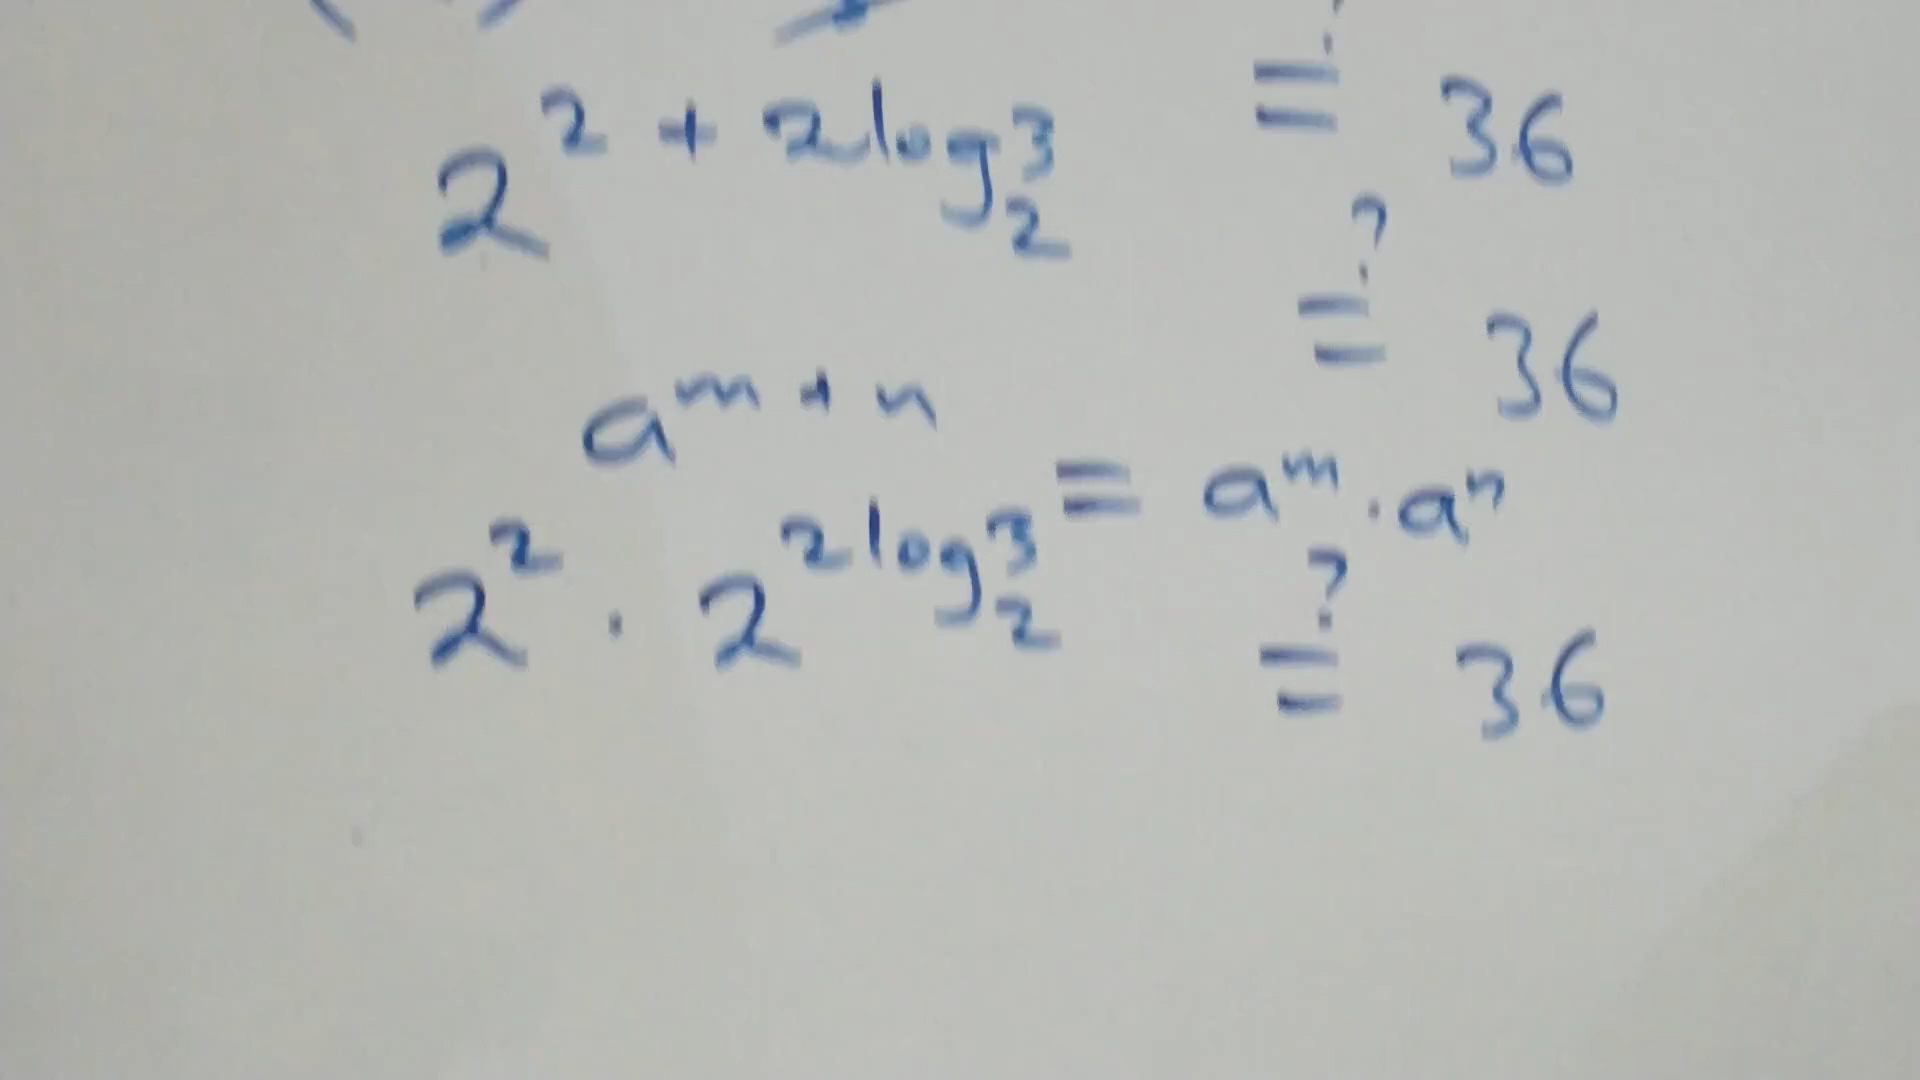 2^{2 + 2log_2^3} =? 36
=? 36
a^{m + n} = a^m . a^n
2^2 . 2^{2log_2^3} =? 36